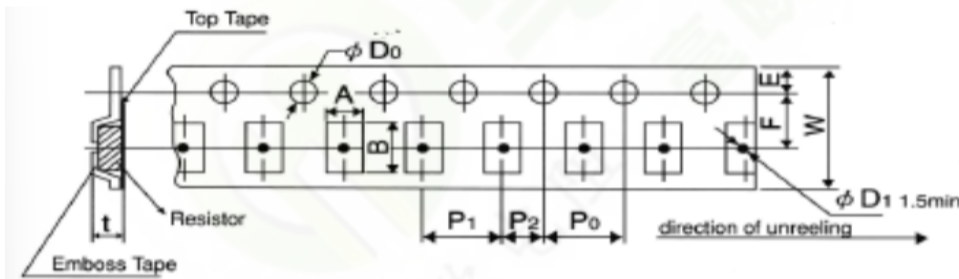 Top Tape
ϕ D0
A
B
E
F
W
t
Resistor
Emboss Tape
P1
P2
P0
ϕ D1 1.5min
direction of unreeling